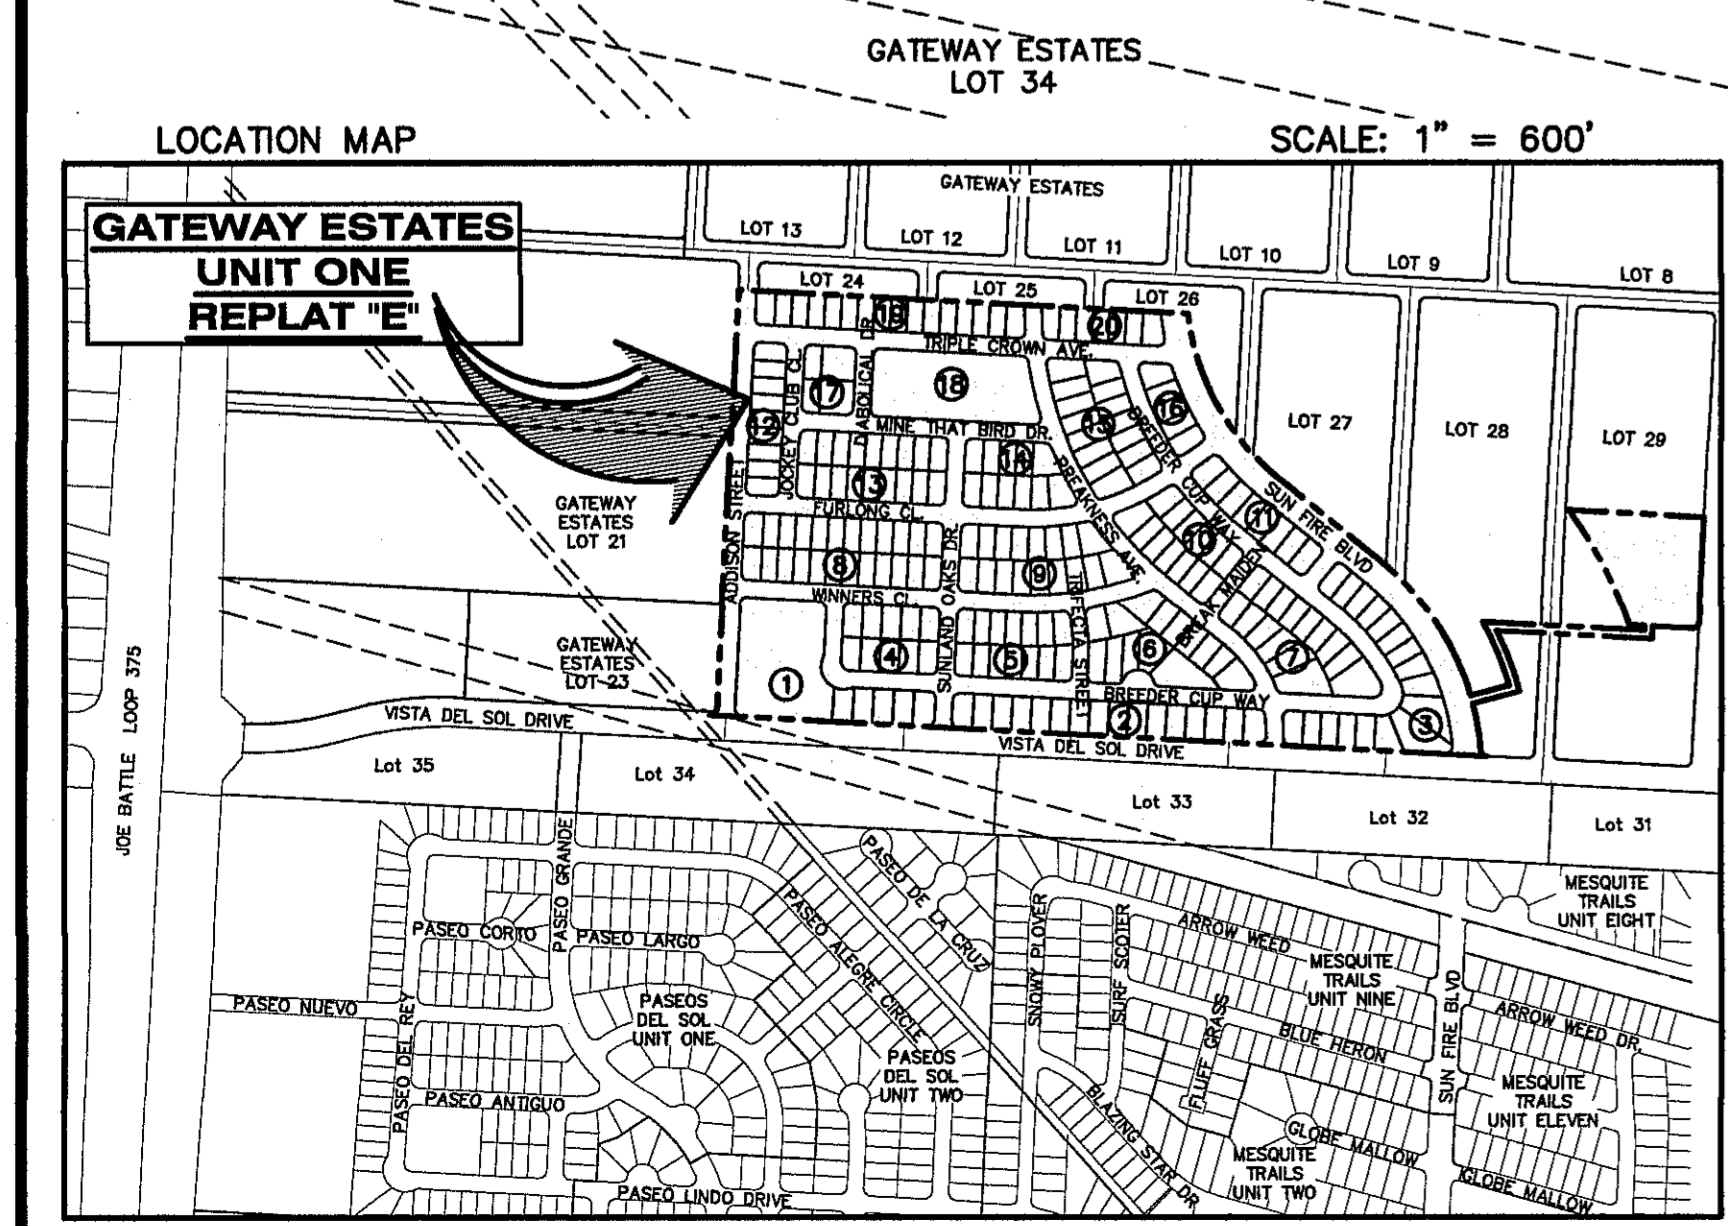 GATEWAY ESTATES
LOT 34
LOCATION MAP
SCALE: 1" = 600'
GATEWAY ESTATES
UNIT ONE
REPLAT "E"
GATEWAY ESTATES
LOT 13
LOT 12
LOT 11
LOT 10
LOT 9
LOT 8
LOT 24
LOT 25
LOT 26
LOT 27
LOT 28
LOT 29
19
20
TRIPLE CROWN AVE.
DIABOLICAL DR.
JOCKEY CLUB CL.
17
18
16
15
12
MINE THAT BIRD DR.
14
13
BREEDER CUP WAY
PREAKNESS AVE.
SUN FIRE BLVD
11
10
FURLONG CL.
ADDISON STREET
GATEWAY
ESTATES
LOT 21
8
9
SUNLAND OAKS DR.
WINNERS CL.
TRIFECTA STREET
BREAK MAIDEN
GATEWAY
ESTATES
LOT 23
4
5
6
7
1
BREEDER CUP WAY
2
3
JOE BATTLE LOOP 375
VISTA DEL SOL DRIVE
VISTA DEL SOL DRIVE
Lot 35
Lot 34
Lot 33
Lot 32
Lot 31
PASEO GRANDE
PASEO DE LA CRUZ
PASEO CORTO
PASEO LARGO
PASEO ALEGRE CIRCLE
PASEO NUEVO
PASEO DEL REY
PASEOS
DEL SOL
UNIT ONE
PASEOS
DEL SOL
UNIT TWO
PASEO ANTIGUO
PASEO LINDO DRIVE
SNOWY PLOVER
SURF SCOTER
ARROW WEED
MESQUITE
TRAILS
UNIT EIGHT
MESQUITE
TRAILS
UNIT NINE
FLUFF GRASS
BLUE HERON
SUN FIRE BLVD
ARROW WEED DR.
MESQUITE
TRAILS
UNIT ELEVEN
BLAZING STAR DR
GLOBE MALLOW
MESQUITE
TRAILS
UNIT TWO
GLOBE MALLOW